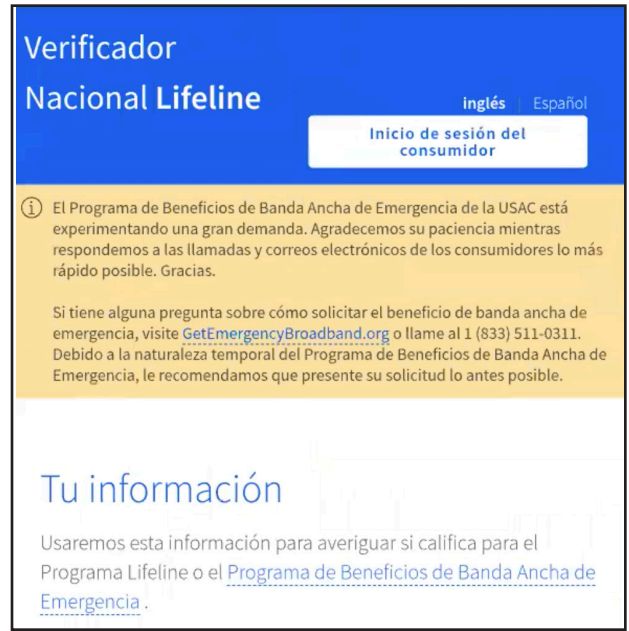 Verificador
Nacional Lifeline
inglés | Español
Inicio de sesión del
consumidor
El Programa de Beneficios de Banda Ancha de Emergencia de la USAC está
experimentando una gran demanda. Agradecemos su paciencia mientras
respondemos a las llamadas y correos electrónicos de los consumidores lo más
rápido posible. Gracias.
Si tiene alguna pregunta sobre cómo solicitar el beneficio de banda ancha de
emergencia, visite GetEmergencyBroadband.org o llame al 1 (833) 511-0311.
Debido a la naturaleza temporal del Programa de Beneficios de Banda Ancha de
Emergencia, le recomendamos que presente su solicitud lo antes posible.
Tu información
Usaremos esta información para averiguar si califica para el
Programa Lifeline o el Programa de Beneficios de Banda Ancha de
Emergencia .